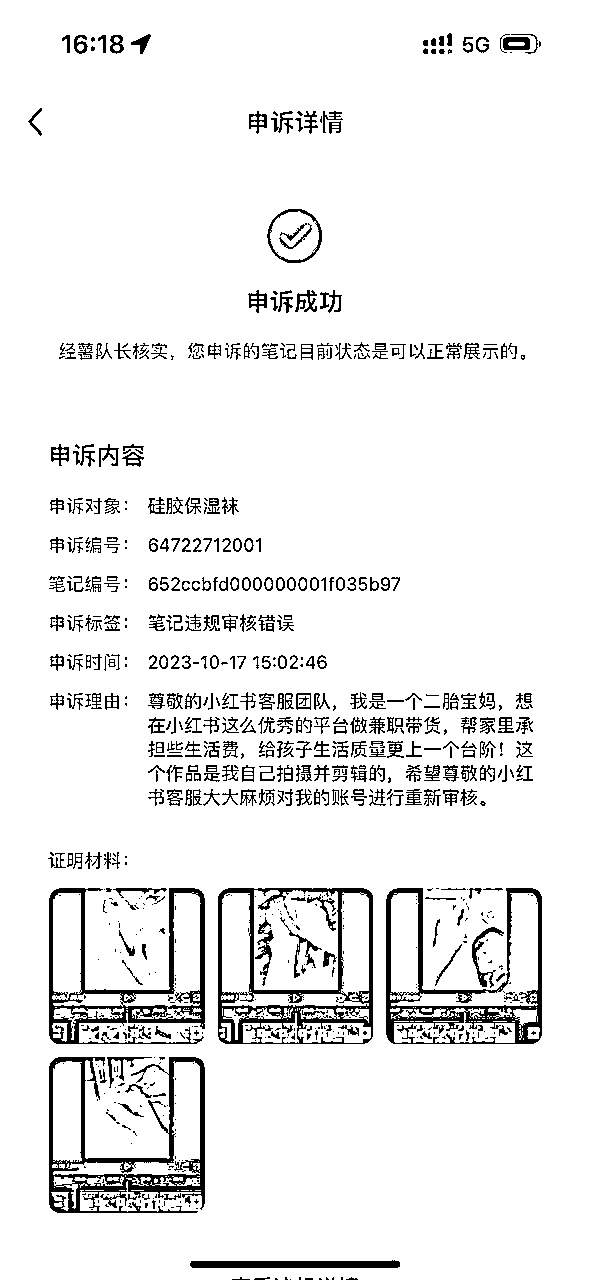 16:18
5G
申诉详情
申诉成功
经薯队长核实，您申诉的笔记目前状态是可以正常展示的。
申诉内容
申诉对象： 硅胶保湿袜
申诉编号： 64722712001
笔记编号： 652ccbfd000000001f035b97
申诉标签： 笔记违规审核错误
申诉时间： 2023-10-17 15:02:46
申诉理由： 尊敬的小红书客服团队，我是一个二胎宝妈，想
在小红书这么优秀的平台做兼职带货，帮家里承
担些生活费，给孩子生活质量更上一个台阶！这
个作品是我自己拍摄并剪辑的，希望尊敬的小红
书客服大大麻烦对我的账号进行重新审核。
证明材料：